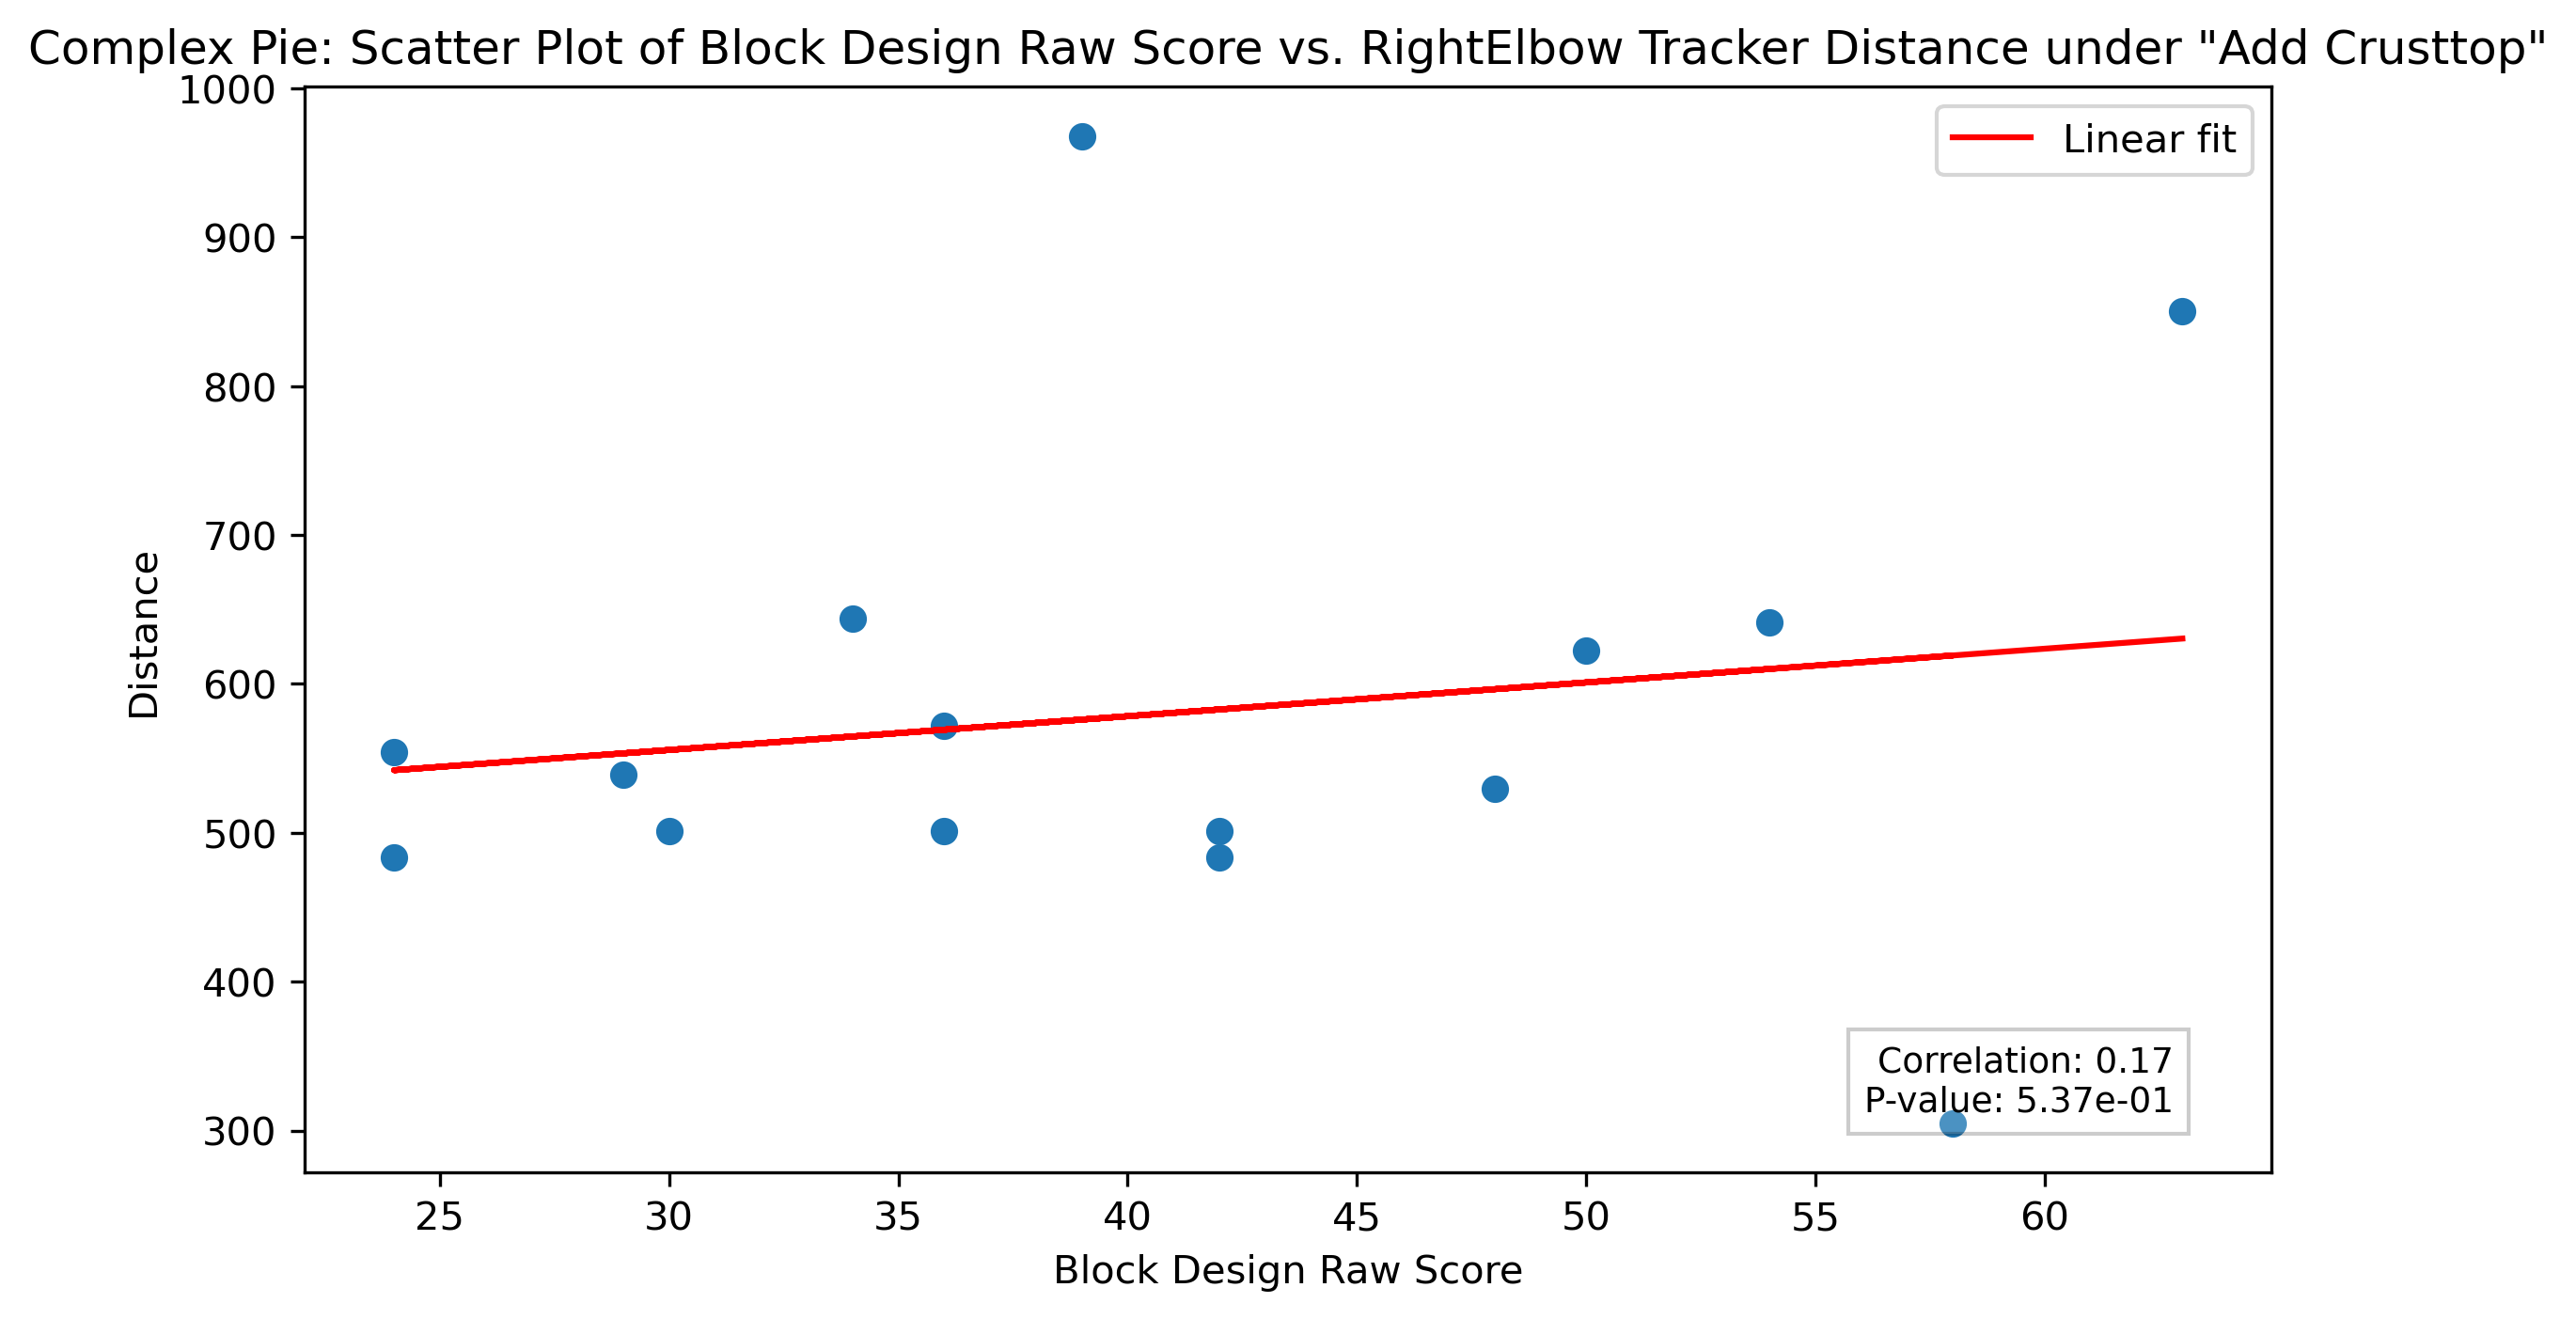 Complex Pie: Scatter Plot of Block Design Raw Score vs. RightElbow Tracker Distance under "Add Crusttop"
Linear fit
1000
900
800
700
600
500
400
300
Distance
Correlation: 0.17
P-value: 5.37e-01
25 30 35 40 45 50 55 60
Block Design Raw Score